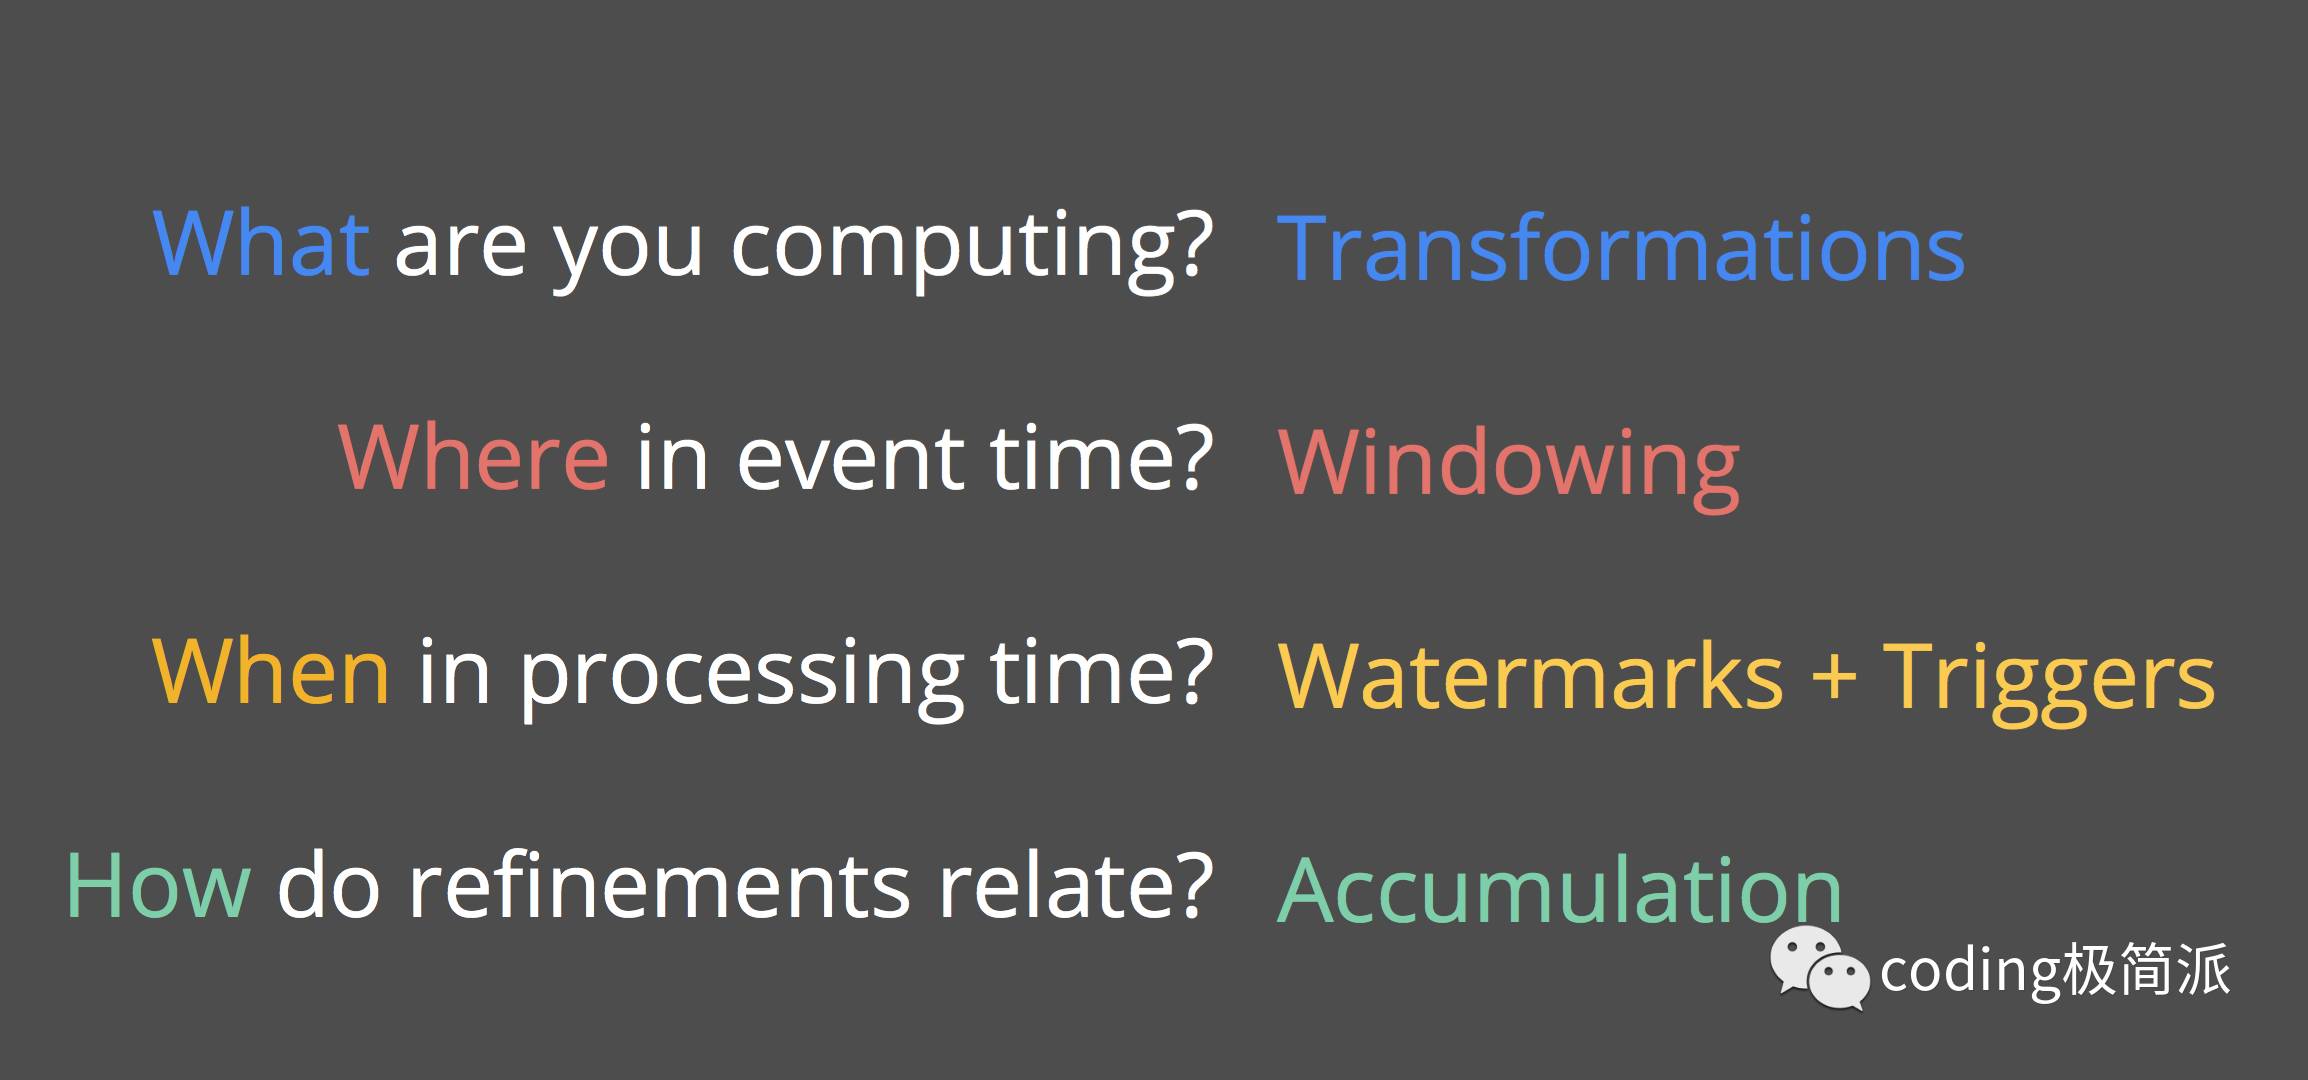 What are you computing? Transformations
Where in event time? Windowing
When in processing time? Watermarks + Triggers
How do refinements relate? Accumulation
coding极简派